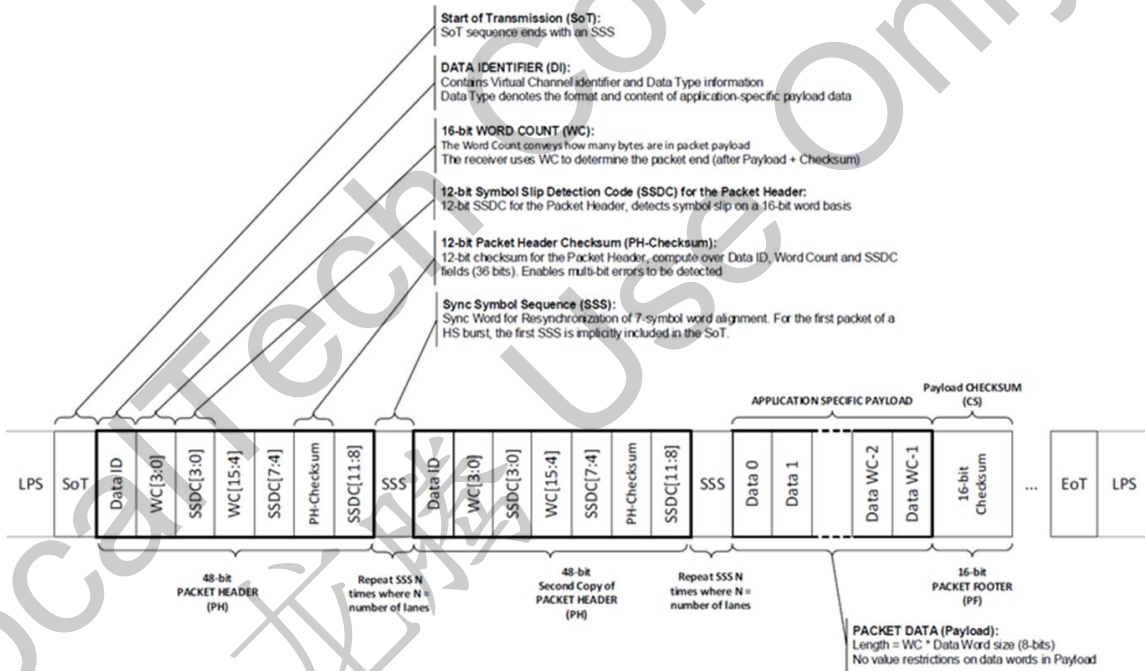 Start of Transmission (SoT):
SoT sequence ends with an SSS
DATA IDENTIFIER (DI):
Contains Virtual Channel identifier and Data Type information
Data Type denotes the format and content of application-specific payload data
16-bit WORD COUNT (WC):
The Word Count conveys how many bytes are in packet payload
The receiver uses WC to determine the packet end (after Payload + Checksum)
12-bit Symbol Slip Detection Code (SSDC) for the Packet Header:
12-bit SSDC for the Packet Header, detects symbol slip on a 16-bit word basis
12-bit Packet Header Checksum (PH-Checksum):
12-bit checksum for the Packet Header, compute over Data ID, Word Count and SSDC
fields (36 bits). Enables multi-bit errors to be detected
Sync Symbol Sequence (SSS):
Sync Word for Resynchronization of 7-symbol word alignment. For the first packet of a
HS burst, the first SSS is implicitly included in the SoT.
APPLICATION SPECIFIC PAYLOAD
Payload CHECKSUM
(CS)
LPS
SoT
Data ID
WC[3:0]
SSDC[3:0]
WC[15:4]
SSDC[7:4]
PH-Checksum
SSDC[11:8]
SSS
Data ID
WC[3:0]
SSDC[3:0]
WC[15:4]
SSDC[7:4]
PH-Checksum
SSDC[11:8]
SSS
Data 0
Data 1
Data WC-2
Data WC-1
16-bit
Checksum
...
EoT
LPS
48-bit
PACKET HEADER
(PH)
Repeat SSS N
times where N =
number of lanes
48-bit
Second Copy of
PACKET HEADER
(PH)
Repeat SSS N
times where N =
number of lanes
16-bit
PACKET FOOTER
(PF)
PACKET DATA (Payload):
Length = WC * Data Word size (8-bits)
No value restrictions on data words in Payload
ocalTech Con
Use Only
龙腾